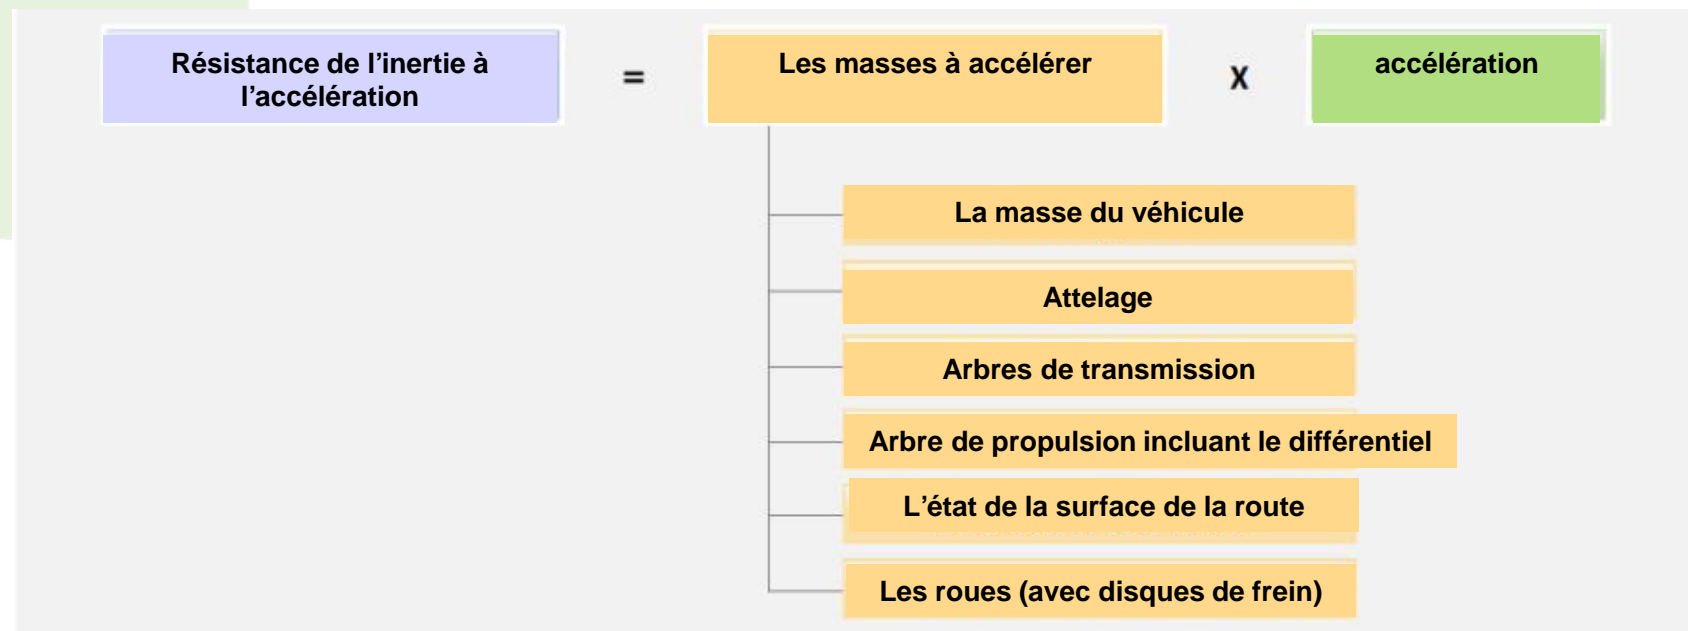 Résistance de l’inertie à
l’accélération
=
Les masses à accélérer
x
accélération
La masse du véhicule
Attelage
Arbres de transmission
Arbre de propulsion incluant le différentiel
L’état de la surface de la route
Les roues (avec disques de frein)